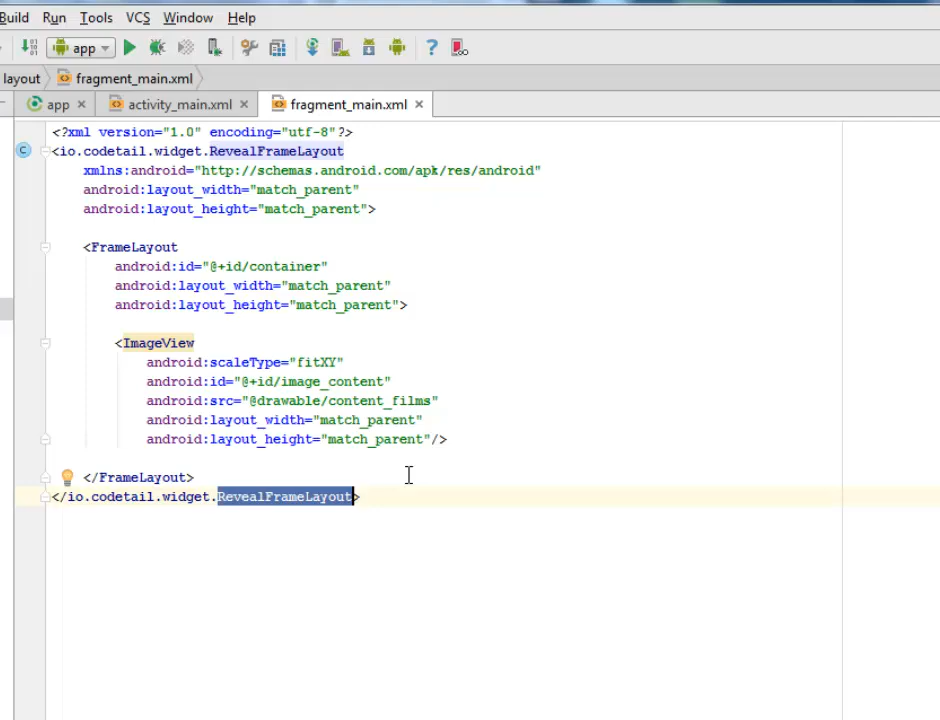 Build Run Tools VCS Window Help
app
layout fragment_main.xml
app activity_main.xml fragment_main.xml
<?xml version="1.0" encoding="utf-8"?>
<io.codetail.widget.RevealFrameLayout
xmlns:android="http://schemas.android.com/apk/res/android"
android:layout_width="match_parent"
android:layout_height="match_parent">
<FrameLayout
android:id="@+id/container"
android:layout_width="match_parent"
android:layout_height="match_parent">
<ImageView
android:scaleType="fitXY"
android:id="@+id/image_content"
android:src="@drawable/content_films"
android:layout_width="match_parent"
android:layout_height="match_parent"/>
</FrameLayout>
</io.codetail.widget.RevealFrameLayout>